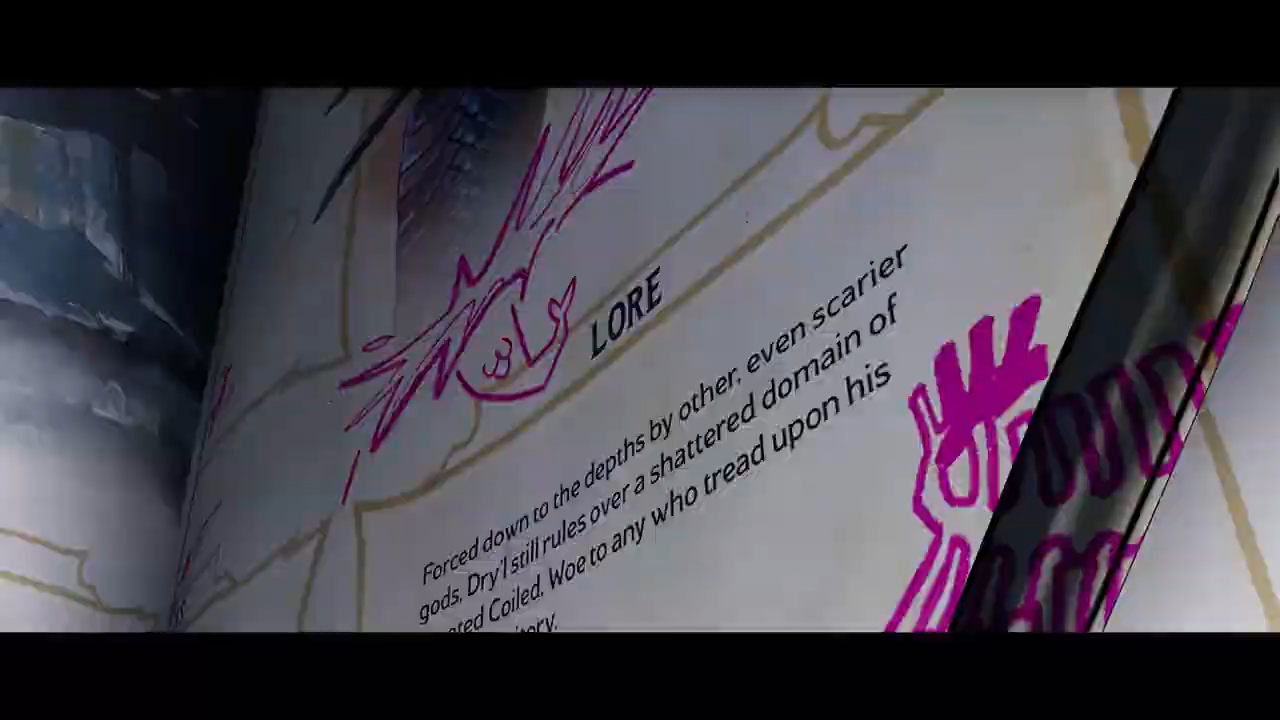 LORE
Forced down to the depths by other, even scarier
gods, Dry'l still rules over a shattered domain of
Coiled. Woe to any who tread upon his